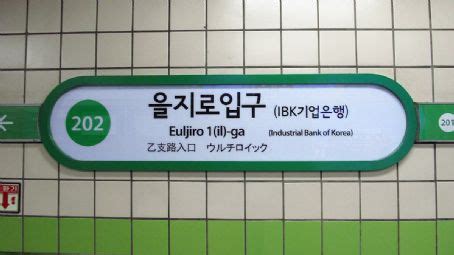 202
을지로입구 (IBK기업은행)
Euljiro 1(il)-ga (Industrial Bank of Korea)
乙支路入口 ウルチロイック